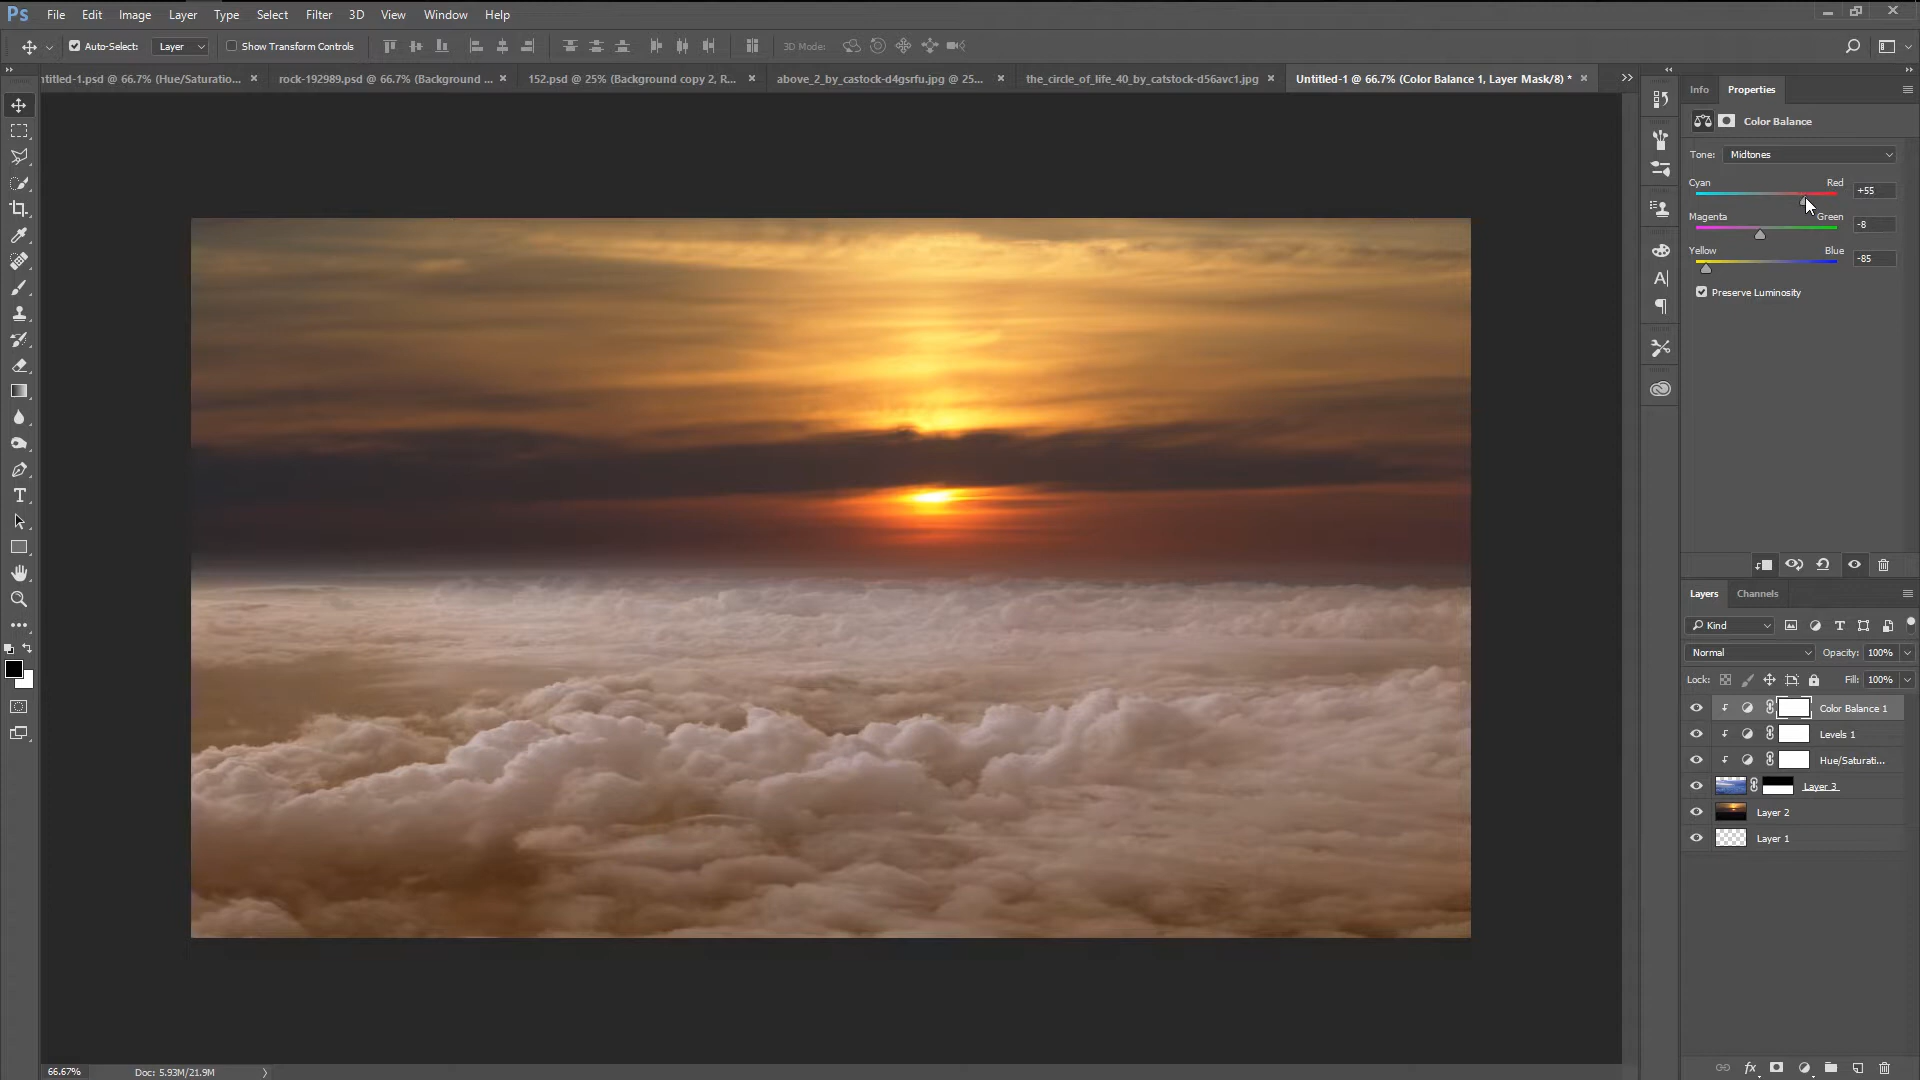 Ps File Edit Image Layer Type Select Filter 3D View Window Help
Auto-Select: Layer Show Transform Controls 3D Mode:
ntitled-1.psd @ 66.7% (Hue/Saturatio... × rock-192989.psd @ 66.7% (Background ... × 152.psd @ 25% (Background copy 2, R... × above_2_by_castock-d4gsrfu.jpg @ 25... × the_circle_of_life_40_by_catstock-d56avc1.jpg × Untitled-1 @ 66.7% (Color Balance 1, Layer Mask/8) * ×
Info Properties
Color Balance
Tone: Midtones
Cyan Red +55
Magenta Green -8
Yellow Blue -85
Preserve Luminosity
Layers Channels
Kind
Normal Opacity: 100%
Lock: Fill: 100%
Color Balance 1
Levels 1
Hue/Saturati...
Layer 3
Layer 2
Layer 1
66.67% Doc: 5.93M/21.9M